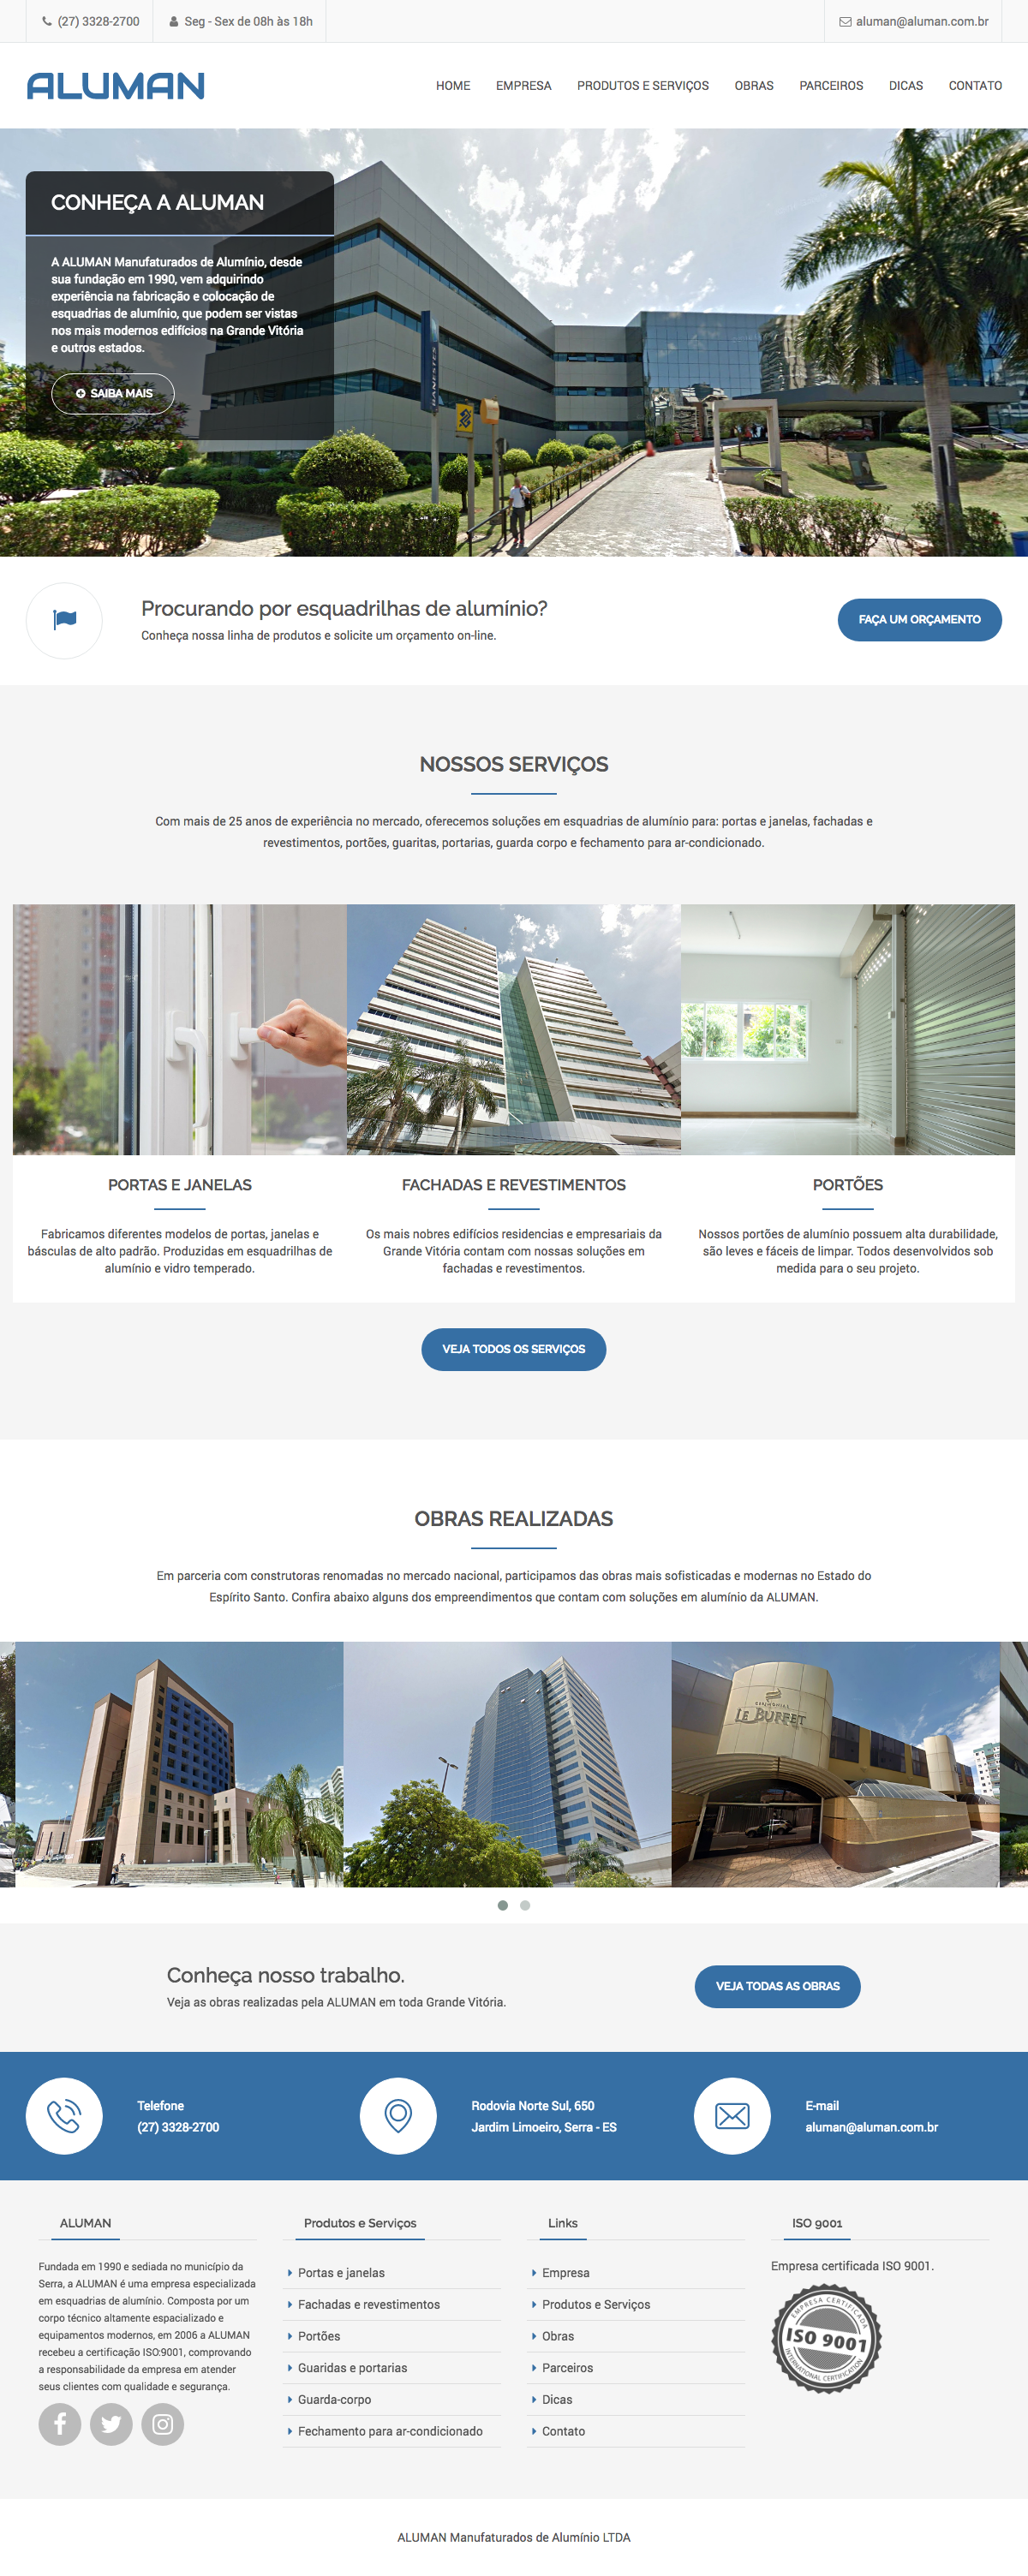 (27) 3328-2700
Seg - Sex de 08h às 18h
aluman@aluman.com.br
ALUMAN
HOME
EMPRESA
PRODUTOS E SERVIÇOS
OBRAS
PARCEIROS
DICAS
CONTATO
CONHEÇA A ALUMAN
A ALUMAN Manufaturados de Alumínio, desde
sua fundação em 1990, vem adquirindo
experiência na fabricação e colocação de
esquadrias de alumínio, que podem ser vistas
nos mais modernos edifícios na Grande Vitória
e outros estados.
SAIBA MAIS
BANESTES
Procurando por esquadrilhas de alumínio?
Conheça nossa linha de produtos e solicite um orçamento on-line.
FAÇA UM ORÇAMENTO
NOSSOS SERVIÇOS
Com mais de 25 anos de experiência no mercado, oferecemos soluções em esquadrias de alumínio para: portas e janelas, fachadas e
revestimentos, portões, guaritas, portarias, guarda corpo e fechamento para ar-condicionado.
PORTAS E JANELAS
Fabricamos diferentes modelos de portas, janelas e
básculas de alto padrão. Produzidas em esquadrilhas de
alumínio e vidro temperado.
FACHADAS E REVESTIMENTOS
Os mais nobres edifícios residencias e empresariais da
Grande Vitória contam com nossas soluções em
fachadas e revestimentos.
PORTÕES
Nossos portões de alumínio possuem alta durabilidade,
são leves e fáceis de limpar. Todos desenvolvidos sob
medida para o seu projeto.
VEJA TODOS OS SERVIÇOS
OBRAS REALIZADAS
Em parceria com construtoras renomadas no mercado nacional, participamos das obras mais sofisticadas e modernas no Estado do
Espírito Santo. Confira abaixo alguns dos empreendimentos que contam com soluções em alumínio da ALUMAN.
CERIMONIAL
LE BUFFET
Conheça nosso trabalho.
Veja as obras realizadas pela ALUMAN em toda Grande Vitória.
VEJA TODAS AS OBRAS
Telefone
(27) 3328-2700
Rodovia Norte Sul, 650
Jardim Limoeiro, Serra - ES
E-mail
aluman@aluman.com.br
ALUMAN
Fundada em 1990 e sediada no município da
Serra, a ALUMAN é uma empresa especializada
em esquadrias de alumínio. Composta por um
corpo técnico altamente espacializado e
equipamentos modernos, em 2006 a ALUMAN
recebeu a certificação ISO:9001, comprovando
a responsabilidade da empresa em atender
seus clientes com qualidade e segurança.
Produtos e Serviços
Portas e janelas
Fachadas e revestimentos
Portões
Guaridas e portarias
Guarda-corpo
Fechamento para ar-condicionado
Links
Empresa
Produtos e Serviços
Obras
Parceiros
Dicas
Contato
ISO 9001
Empresa certificada ISO 9001.
EMPRESA CERTIFICADA
ISO 9001
INTERNATIONAL CERTIFICATION
ALUMAN Manufaturados de Alumínio LTDA